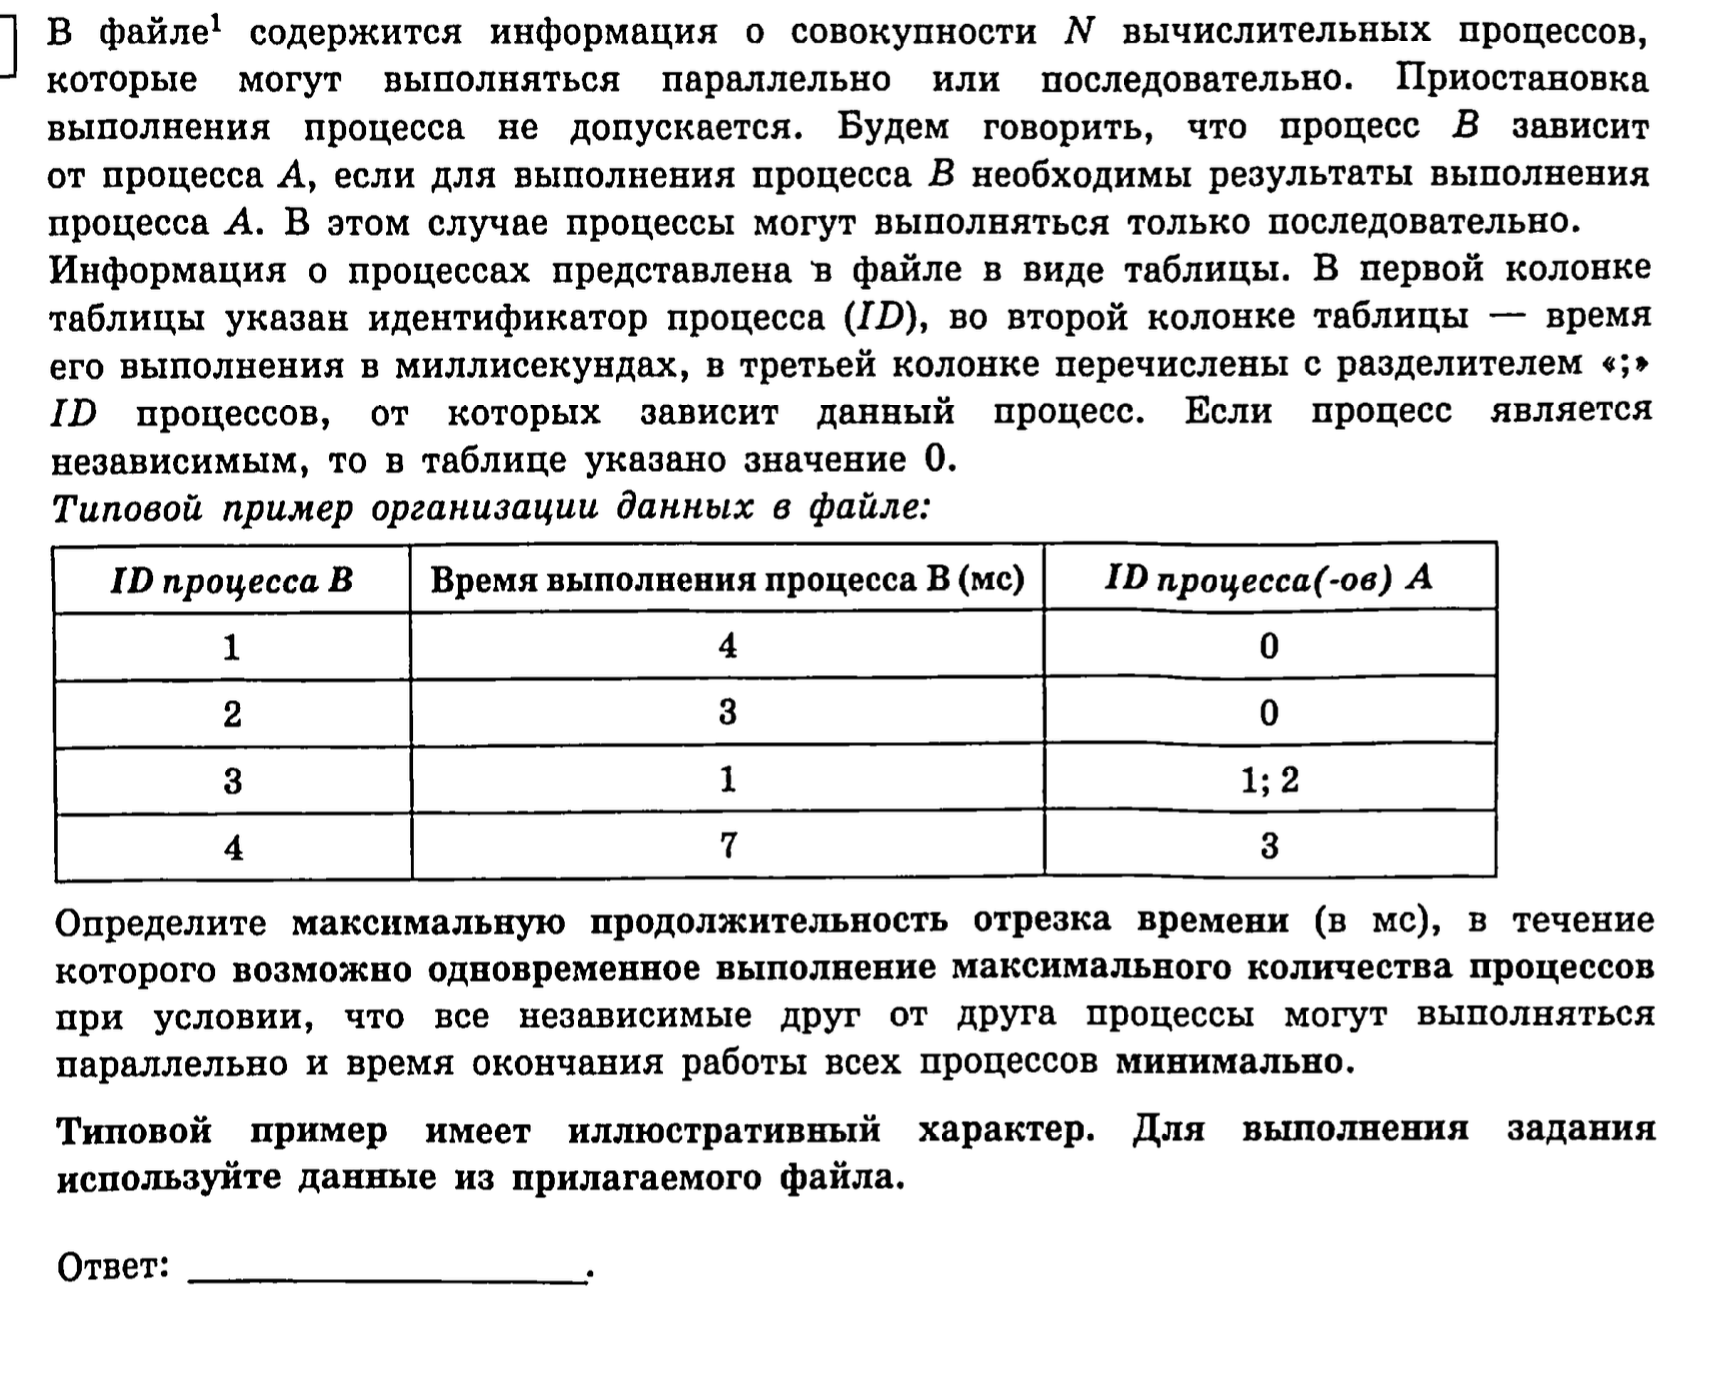 В файле¹ содержится информация о совокупности N вычислительных процессов,
которые могут выполняться параллельно или последовательно. Приостановка
выполнения процесса не допускается. Будем говорить, что процесс B зависит
от процесса A, если для выполнения процесса B необходимы результаты выполнения
процесса A. В этом случае процессы могут выполняться только последовательно.
Информация о процессах представлена в файле в виде таблицы. В первой колонке
таблицы указан идентификатор процесса (ID), во второй колонке таблицы — время
его выполнения в миллисекундах, в третьей колонке перечислены с разделителем «;»
ID процессов, от которых зависит данный процесс. Если процесс является
независимым, то в таблице указано значение 0.
Типовой пример организации данных в файле:
ID процесса B Время выполнения процесса B (мс) ID процесса(-ов) A
1 4 0
2 3 0
3 1 1; 2
4 7 3
Определите максимальную продолжительность отрезка времени (в мс), в течение
которого возможно одновременное выполнение максимального количества процессов
при условии, что все независимые друг от друга процессы могут выполняться
параллельно и время окончания работы всех процессов минимально.
Типовой пример имеет иллюстративный характер. Для выполнения задания
используйте данные из прилагаемого файла.
Ответ: ____________________.